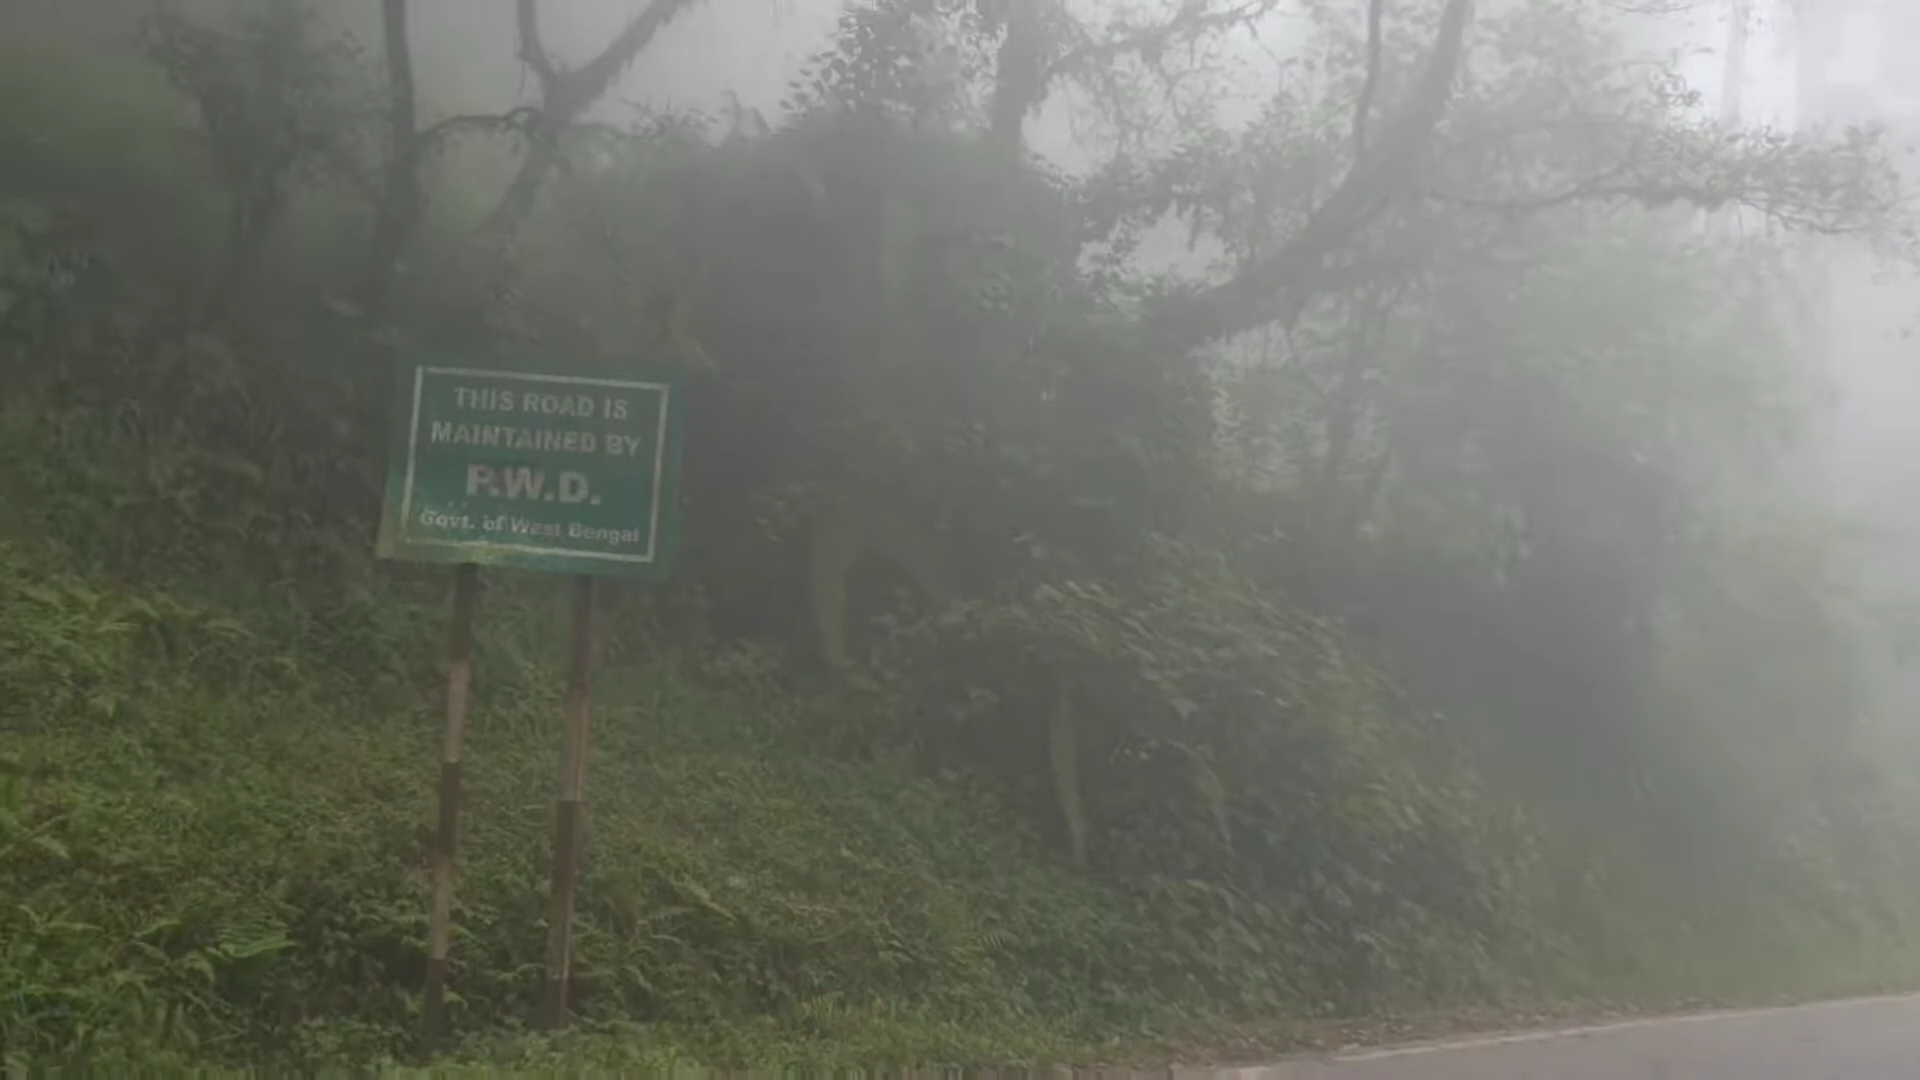 THIS ROAD IS
MAINTAINED BY
P.W.D.
Govt. of West Bengal